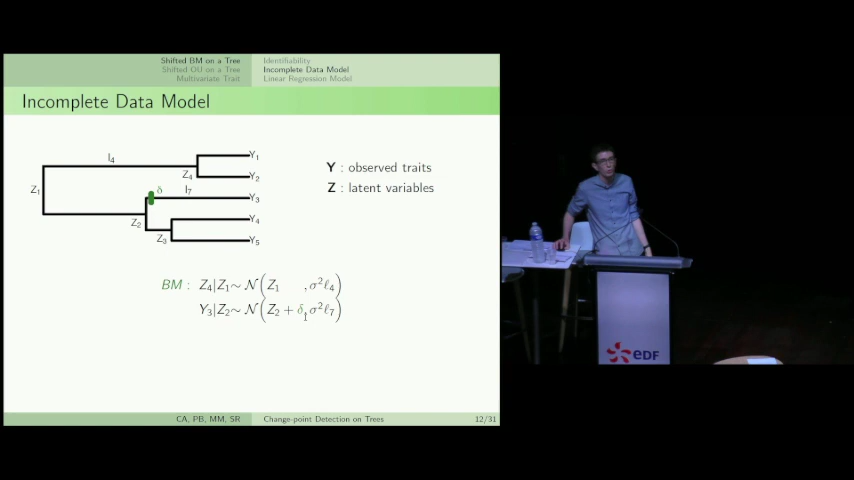 Shifted BM on a Tree
Shifted OU on a Tree
Multivariate Trait
Identifiability
Incomplete Data Model
Linear Regression Model
Incomplete Data Model
l4
Z1
Z4
Y1
Y2
δ
l7
Y3
Z2
Z3
Y4
Y5
Y : observed traits
Z : latent variables
BM : Z4|Z1 ~ N(Z1 , σ²ℓ4)
Y3|Z2 ~ N(Z2 + δ, σ²ℓ7)
CA, PB, MM, SR
Change-point Detection on Trees
12/31
eDF